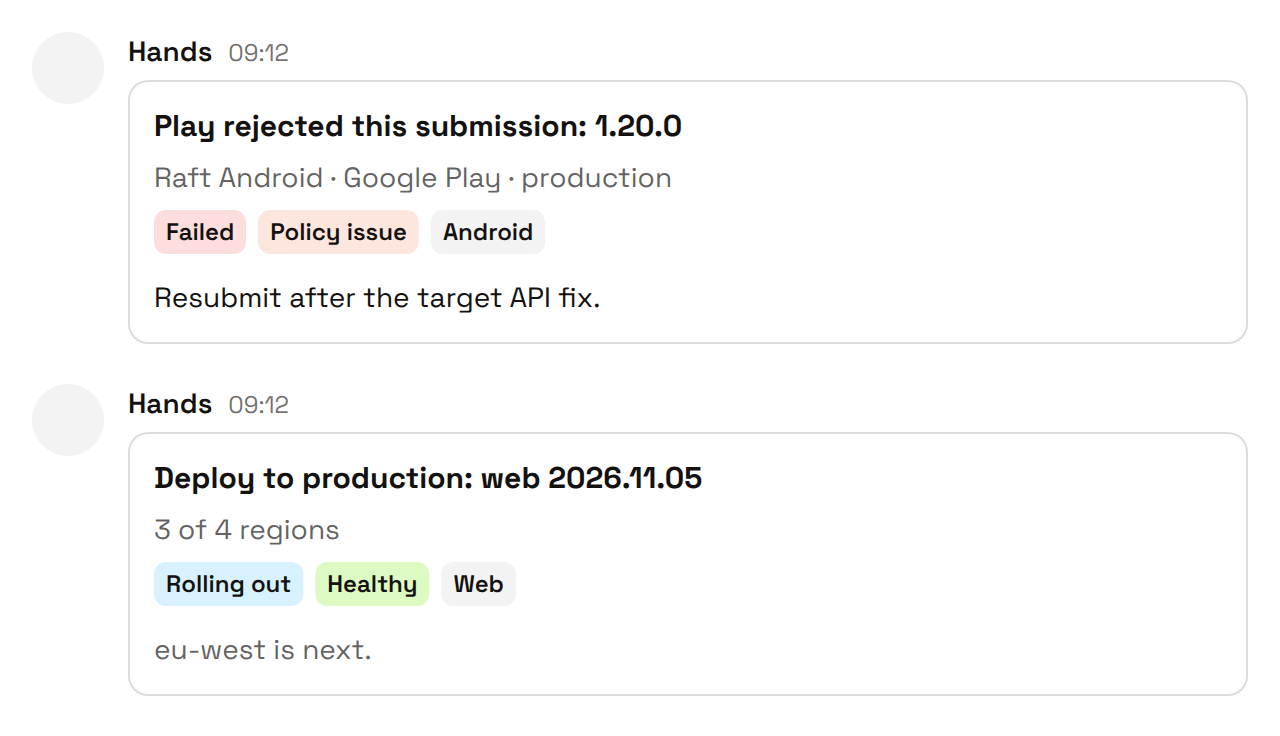 Hands 09:12
Play rejected this submission: 1.20.0
Raft Android · Google Play · production
Failed Policy issue Android
Resubmit after the target API fix.
Hands 09:12
Deploy to production: web 2026.11.05
3 of 4 regions
Rolling out Healthy Web
eu-west is next.